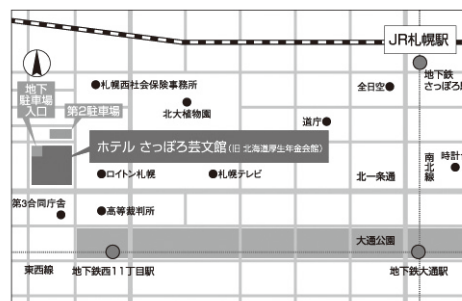 JR札幌駅
地下鉄
さっぽろ駅
地下
駐車場
入口
札幌西社会保険事務所
全日空
北大植物園
第2駐車場
道庁
ホテル さっぽろ芸文館(旧 北海道厚生年金会館)
時計
ロイトン札幌
札幌テレビ
北一条通
南北線
第3合同庁舎
高等裁判所
大通公園
東西線
地下鉄西11丁目駅
地下鉄大通駅